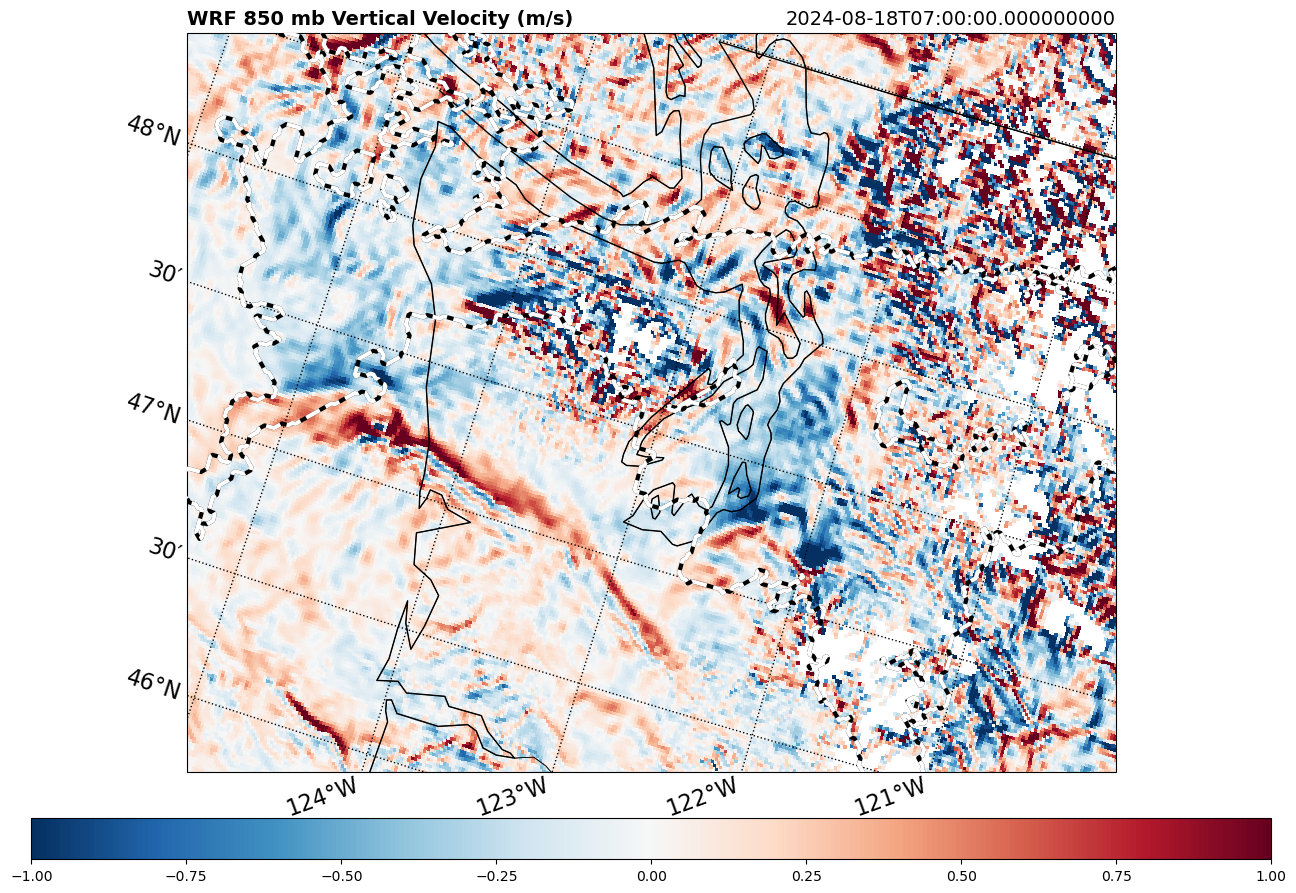 WRF 850 mb Vertical Velocity (m/s) 2024-08-18T07:00:00.000000000
48°N
30′
47°N
30′
46°N
124°W 123°W 122°W 121°W
−1.00 −0.75 −0.50 −0.25 0.00 0.25 0.50 0.75 1.00